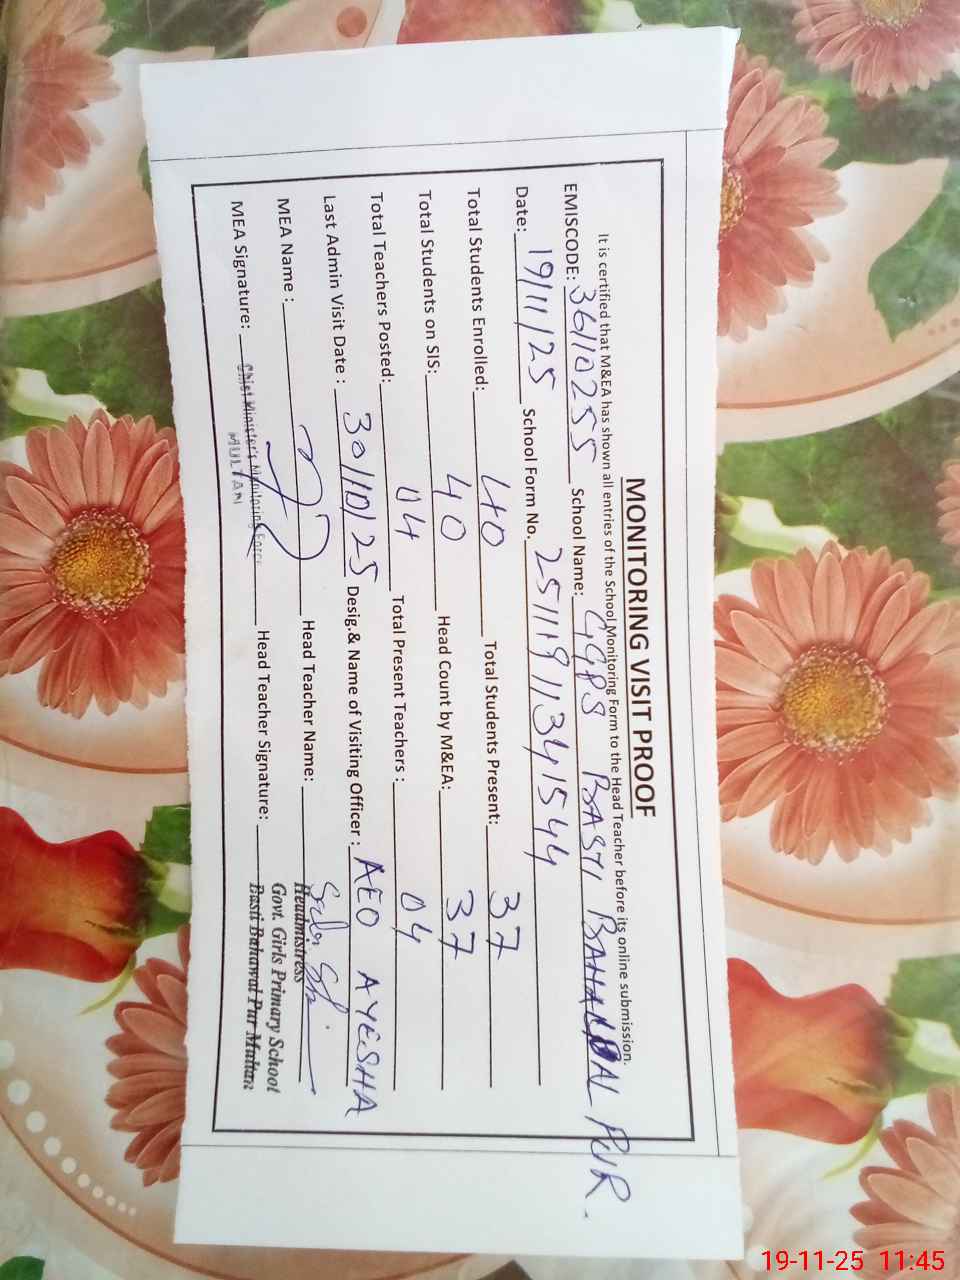 MONITORING VISIT PROOF
It is certified that M&EA has shown all entries of the School Monitoring Form to the Head Teacher before its online submission.
EMISCODE: 36110255 School Name: GGPS BASTI BAHAWAL PUR.
Date: 19/11/25 School Form No. 25111911341544
Total Students Enrolled: 40 Total Students Present: 37
Total Students on SIS: 40 Head Count by M&EA: 37
Total Teachers Posted: 04 Total Present Teachers : 04
Last Admin Visit Date : 30/10/25 Desig.& Name of Visiting Officer : AEO AYESHA
MEA Name : Head Teacher Name:
Headmistress
MEA Signature: Head Teacher Signature:
Chief Minister's Monitoring Force
MULTAN
Govt. Girls Primary School
Basti Bahawal Pur Multan
19-11-25 11:45